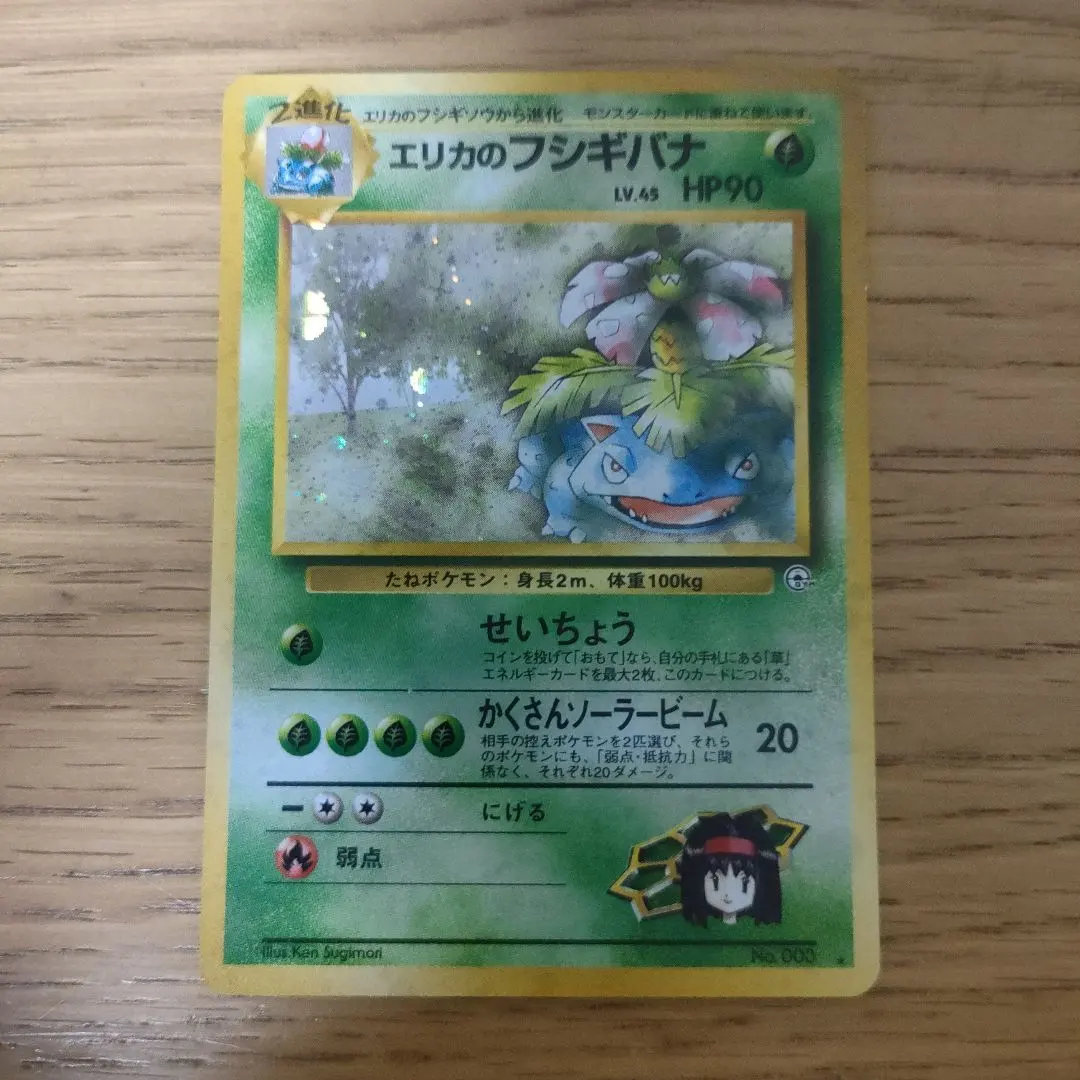 2進化
エリカのフシギソウから進化 モンスターカードに重ねて使います。
エリカのフシギバナ
LV.45 HP90
たねポケモン：身長2m、体重100kg
GYM
せいちょう
コインを投げて「おもて」なら、自分の手札にある「草」
エネルギーカードを最大2枚、このカードにつける。
かくさんソーラービーム
20
相手の控えポケモンを2匹選び、それら
のポケモンにも、「弱点・抵抗力」に関
係なく、それぞれ20ダメージ。
ー
にげる
弱点
Illus.Ken Sugimori
No.000